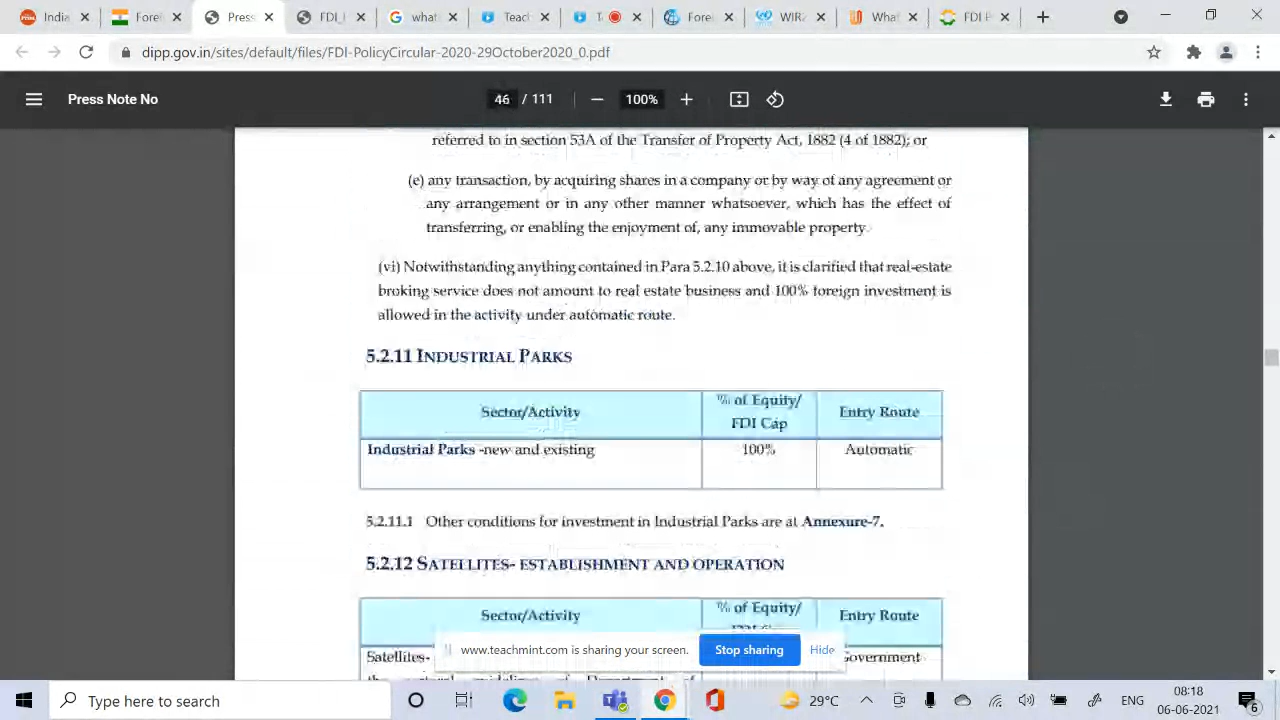 India
Forei
Press
FDI_I
what
Teach
T
Forei
WIR
Wha
FDI P
dipp.gov.in/sites/default/files/FDI-PolicyCircular-2020-29October2020_0.pdf
Press Note No
46 / 111
100%
referred to in section 53A of the Transfer of Property Act, 1882 (4 of 1882); or
(e) any transaction, by acquiring shares in a company or by way of any agreement or
any arrangement or in any other manner whatsoever, which has the effect of
transferring, or enabling the enjoyment of, any immovable property.
(vi) Notwithstanding anything contained in Para 5.2.10 above, it is clarified that real-estate
broking service does not amount to real estate business and 100% foreign investment is
allowed in the activity under automatic route.
5.2.11 INDUSTRIAL PARKS
Sector/Activity
% of Equity/
FDI Cap
Entry Route
Industrial Parks -new and existing
100%
Automatic
5.2.11.1 Other conditions for investment in Industrial Parks are at Annexure-7.
5.2.12 SATELLITES- ESTABLISHMENT AND OPERATION
Sector/Activity
% of Equity/
Entry Route
Satellites-
Government
www.teachmint.com is sharing your screen.
Stop sharing
Hide
Type here to search
29°C
ENG
08:18
06-06-2021
6